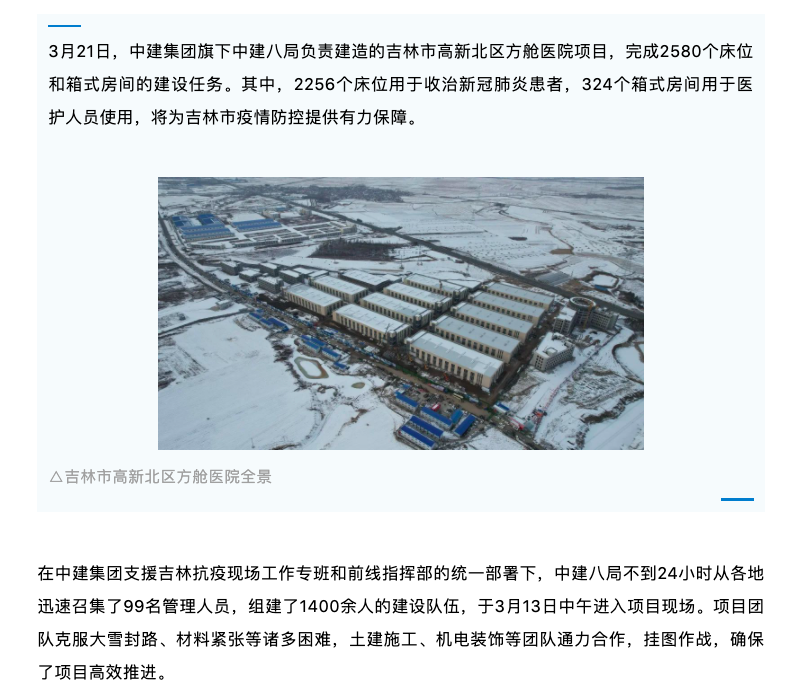 3月21日，中建集团旗下中建八局负责建造的吉林市高新北区方舱医院项目，完成2580个床位
和箱式房间的建设任务。其中，2256个床位用于收治新冠肺炎患者，324个箱式房间用于医
护人员使用，将为吉林市疫情防控提供有力保障。
△吉林市高新北区方舱医院全景
在中建集团支援吉林抗疫现场工作专班和前线指挥部的统一部署下，中建八局不到24小时从各地
迅速召集了99名管理人员，组建了1400余人的建设队伍，于3月13日中午进入项目现场。项目团
队克服大雪封路、材料紧张等诸多困难，土建施工、机电装饰等团队通力合作，挂图作战，确保
了项目高效推进。